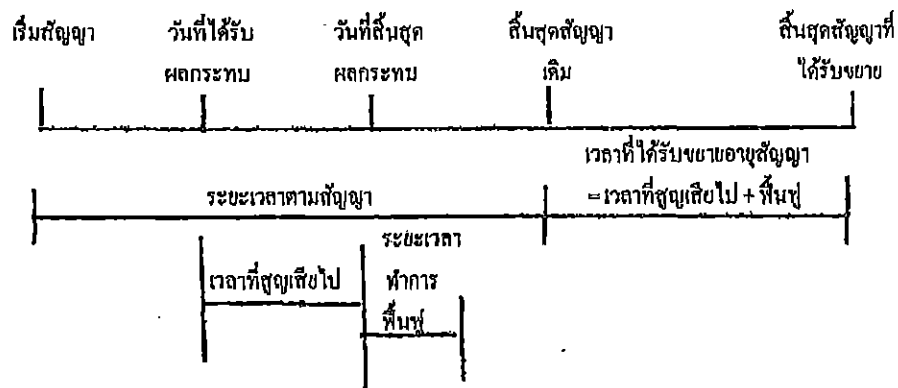 เริ่มสัญญา วันที่ได้รับ วันที่สิ้นสุด สิ้นสุดสัญญา สิ้นสุดสัญญาที่
ผลกระทบ ผลกระทบ เดิม ได้รับขยาย
เวลาที่ได้รับขยายอายุสัญญา
ระยะเวลาตามสัญญา =เวลาที่สูญเสียไป + ฟื้นฟู
ระยะเวลา
เวลาที่สูญเสียไป ทำการ
ฟื้นฟู